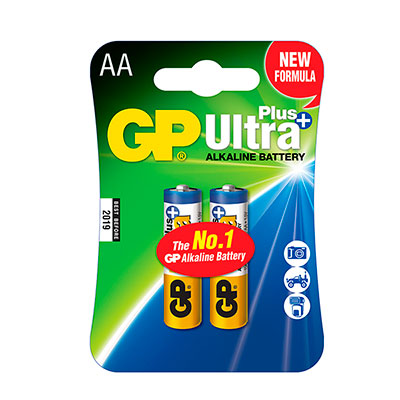 AA
NEW
FORMULA
GP Ultra
Plus+
ALKALINE BATTERY
BEST BEFORE
2019
The No.1
GP Alkaline Battery
GP
GP